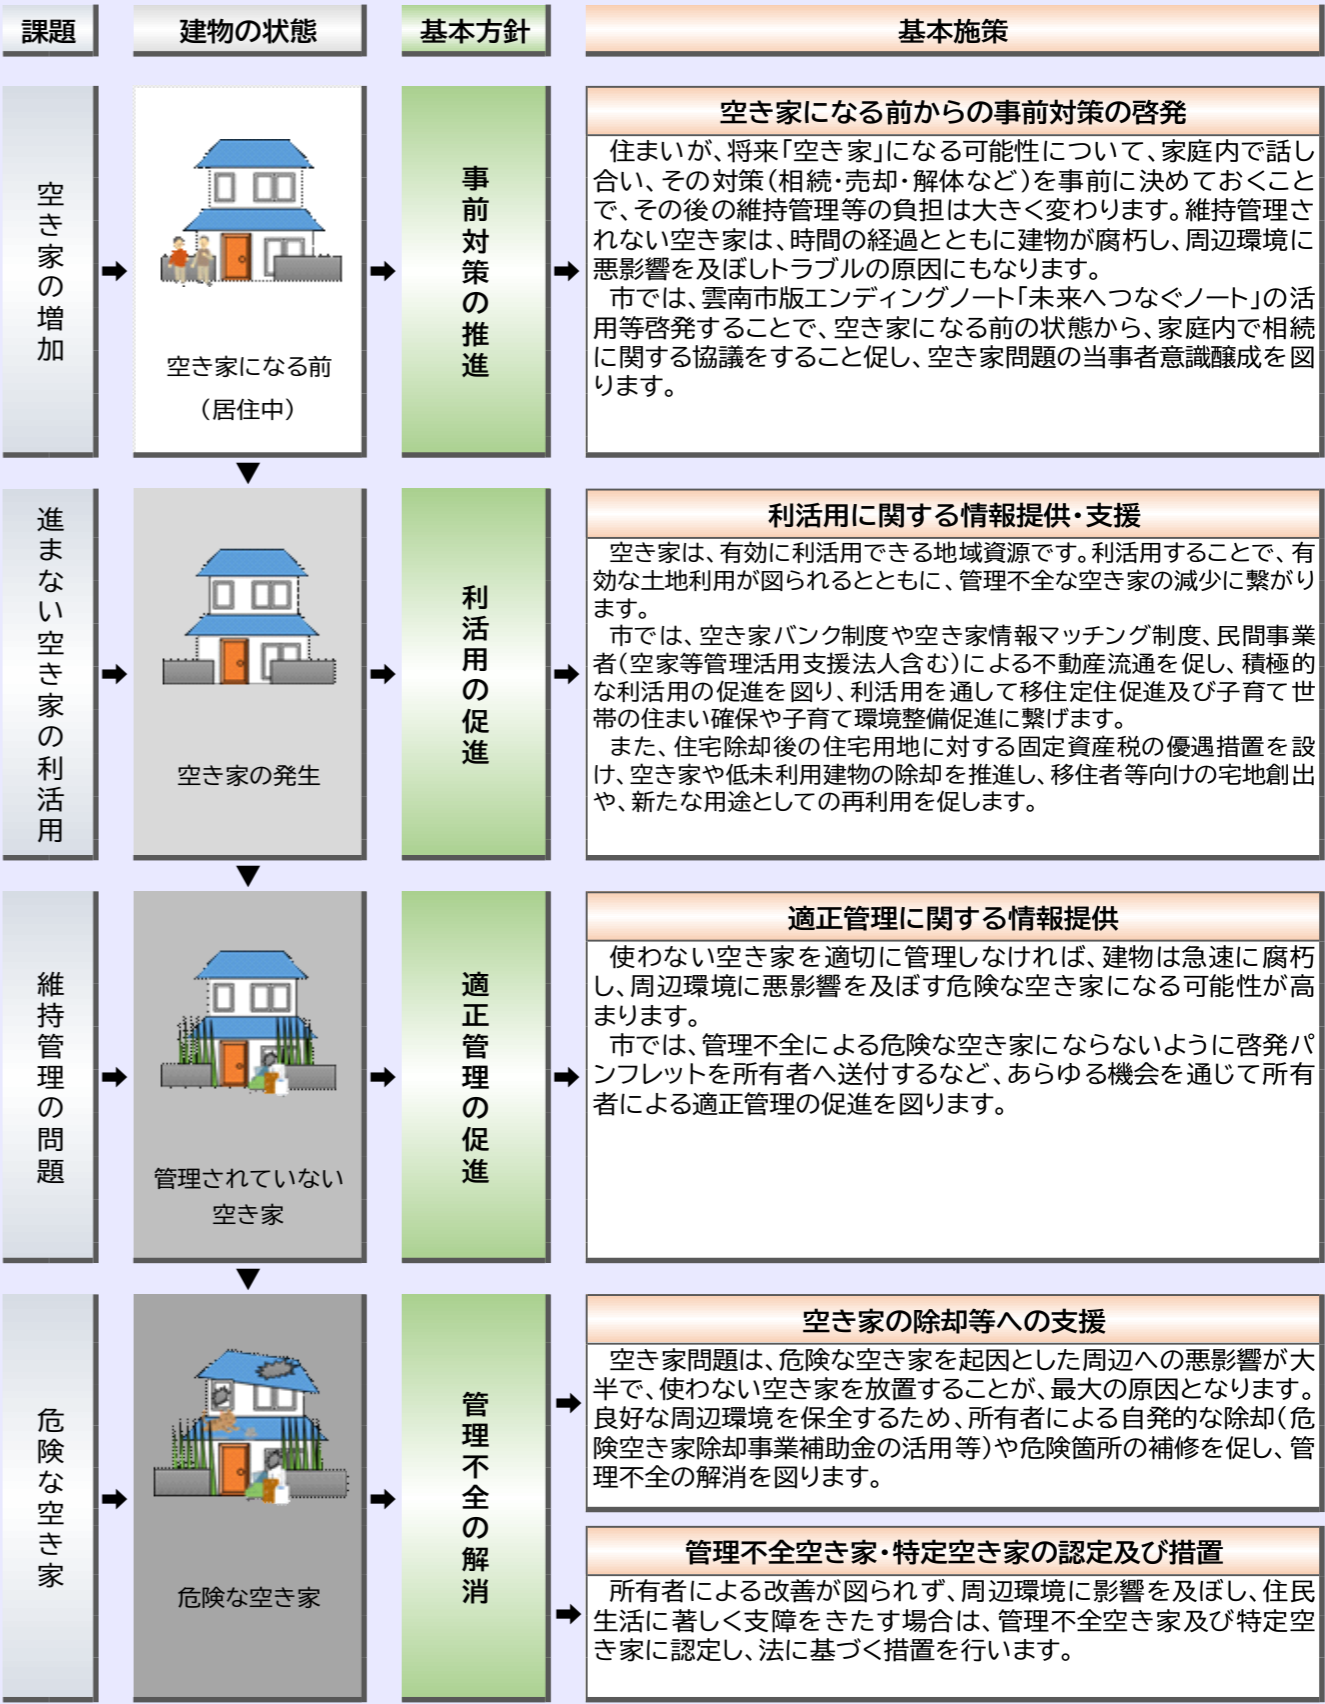 課題
建物の状態
基本方針
基本施策
空き家の増加
空き家になる前
（居住中）
事前対策の推進
空き家になる前からの事前対策の啓発
住まいが、将来「空き家」になる可能性について、家庭内で話し
合い、その対策（相続・売却・解体など）を事前に決めておくこと
で、その後の維持管理等の負担は大きく変わります。維持管理さ
れない空き家は、時間の経過とともに建物が腐朽し、周辺環境に
悪影響を及ぼしトラブルの原因にもなります。
市では、雲南市版エンディングノート「未来へつなぐノート」の活
用等啓発することで、空き家になる前の状態から、家庭内で相続
に関する協議をすること促し、空き家問題の当事者意識醸成を図
ります。
進まない空き家の利活用
空き家の発生
利活用の促進
利活用に関する情報提供・支援
空き家は、有効に利活用できる地域資源です。利活用することで、有
効な土地利用が図られるとともに、管理不全な空き家の減少に繋がり
ます。
市では、空き家バンク制度や空き家情報マッチング制度、民間事業
者（空家等管理活用支援法人含む）による不動産流通を促し、積極的
な利活用の促進を図り、利活用を通して移住定住促進及び子育て世
帯の住まい確保や子育て環境整備促進に繋げます。
また、住宅除却後の住宅用地に対する固定資産税の優遇措置を設
け、空き家や低未利用建物の除却を推進し、移住者等向けの宅地創出
や、新たな用途としての再利用を促します。
維持管理の問題
管理されていない
空き家
適正管理の促進
適正管理に関する情報提供
使わない空き家を適切に管理しなければ、建物は急速に腐朽
し、周辺環境に悪影響を及ぼす危険な空き家になる可能性が高
まります。
市では、管理不全による危険な空き家にならないように啓発パ
ンフレットを所有者へ送付するなど、あらゆる機会を通じて所有
者による適正管理の促進を図ります。
危険な空き家
危険な空き家
管理不全の解消
空き家の除却等への支援
空き家問題は、危険な空き家を起因とした周辺への悪影響が大
半で、使わない空き家を放置することが、最大の原因となります。
良好な周辺環境を保全するため、所有者による自発的な除却（危
険空き家除却事業補助金の活用等）や危険箇所の補修を促し、管
理不全の解消を図ります。
管理不全空き家・特定空き家の認定及び措置
所有者による改善が図られず、周辺環境に影響を及ぼし、住民
生活に著しく支障をきたす場合は、管理不全空き家及び特定空
き家に認定し、法に基づく措置を行います。